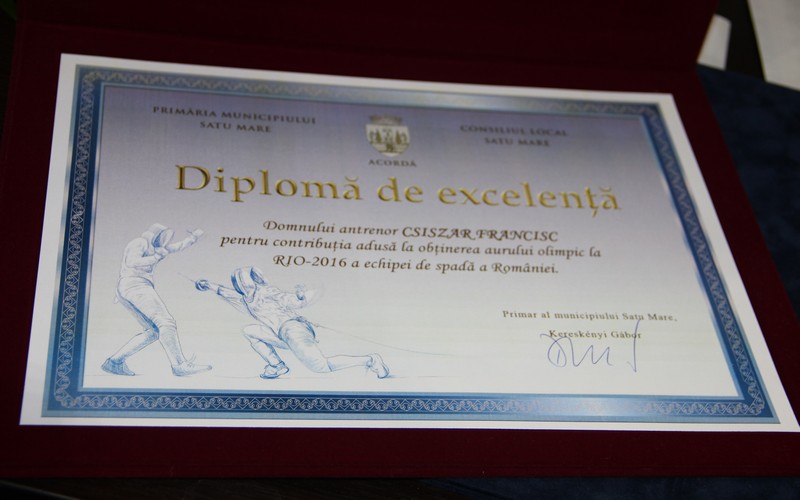 PRIMĂRIA MUNICIPIULUI
SATU MARE
CONSILIUL LOCAL
SATU MARE
ACORDĂ
Diplomă de excelență
Domnului antrenor CSISZAR FRANCISC
pentru contribuția adusă la obținerea aurului olimpic la
RIO-2016 a echipei de spadă a României.
Primar al municipiului Satu Mare,
Kereskényi Gábor